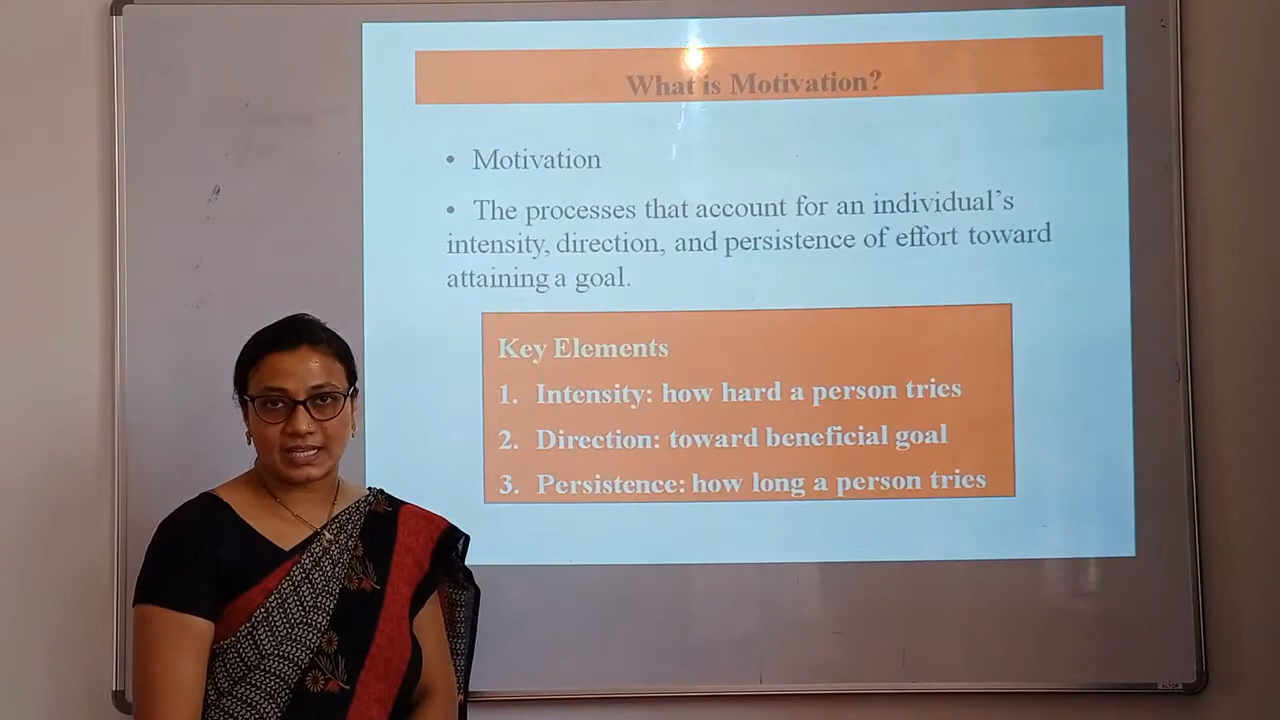 What is Motivation?
• Motivation
• The processes that account for an individual's
intensity, direction, and persistence of effort toward
attaining a goal.
Key Elements
1. Intensity: how hard a person tries
2. Direction: toward beneficial goal
3. Persistence: how long a person tries
ALTOP